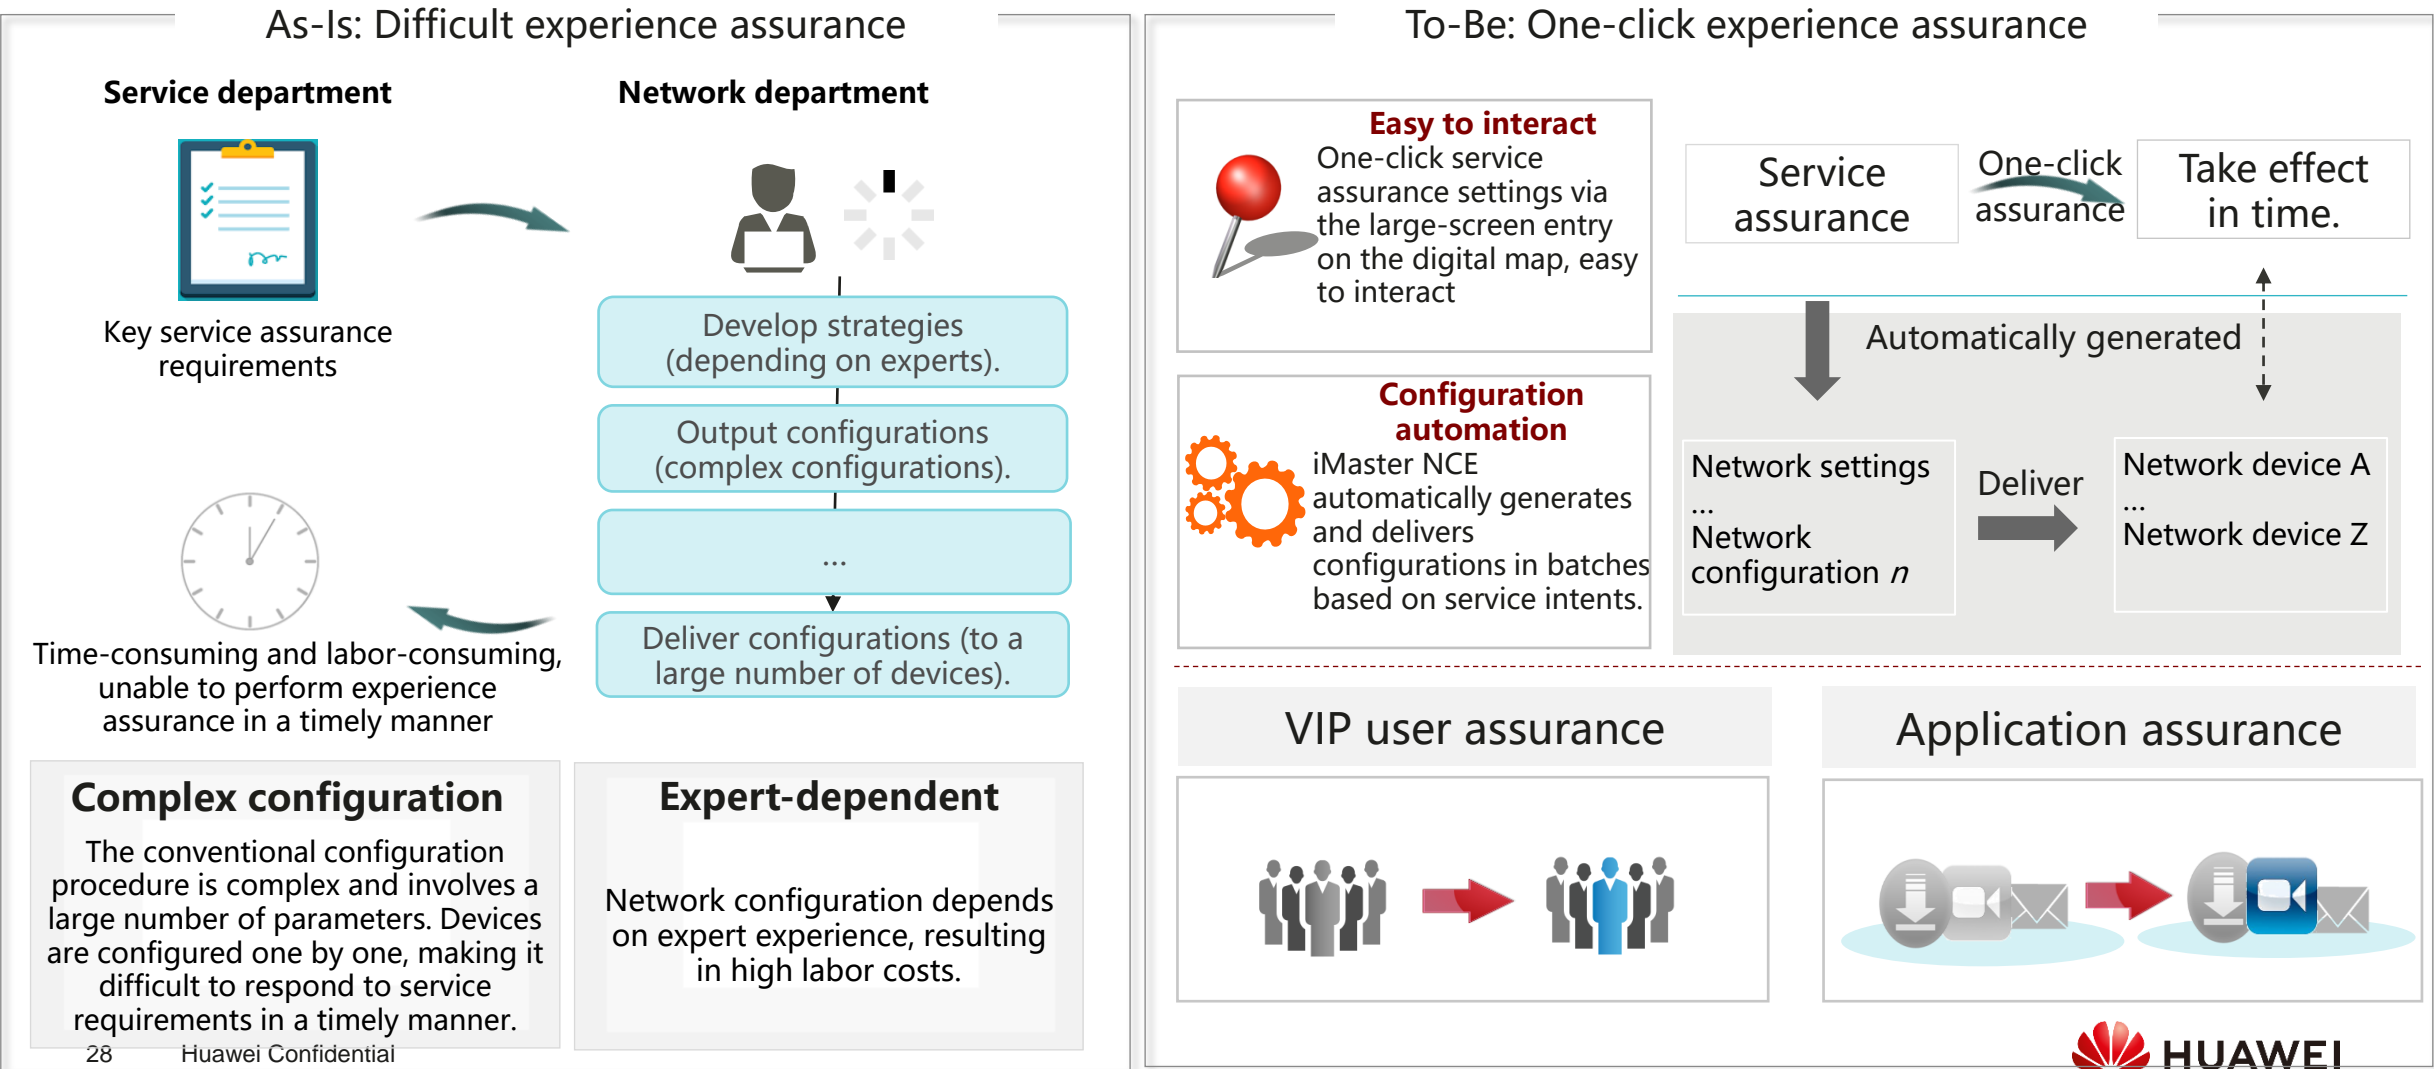 As-Is: Difficult experience assurance
Service department
Network department
Key service assurance
requirements
Develop strategies
(depending on experts).
Output configurations
(complex configurations).
...
Deliver configurations (to a
large number of devices).
Time-consuming and labor-consuming,
unable to perform experience
assurance in a timely manner
Complex configuration
The conventional configuration
procedure is complex and involves a
large number of parameters. Devices
are configured one by one, making it
difficult to respond to service
requirements in a timely manner.
Expert-dependent
Network configuration depends
on expert experience, resulting
in high labor costs.
28 Huawei Confidential
To-Be: One-click experience assurance
Easy to interact
One-click service
assurance settings via
the large-screen entry
on the digital map, easy
to interact
Configuration
automation
iMaster NCE
automatically generates
and delivers
configurations in batches
based on service intents.
Service
assurance
One-click
assurance
Take effect
in time.
Automatically generated
Network settings
...
Network
configuration n
Deliver
Network device A
...
Network device Z
VIP user assurance
Application assurance
HUAWEI